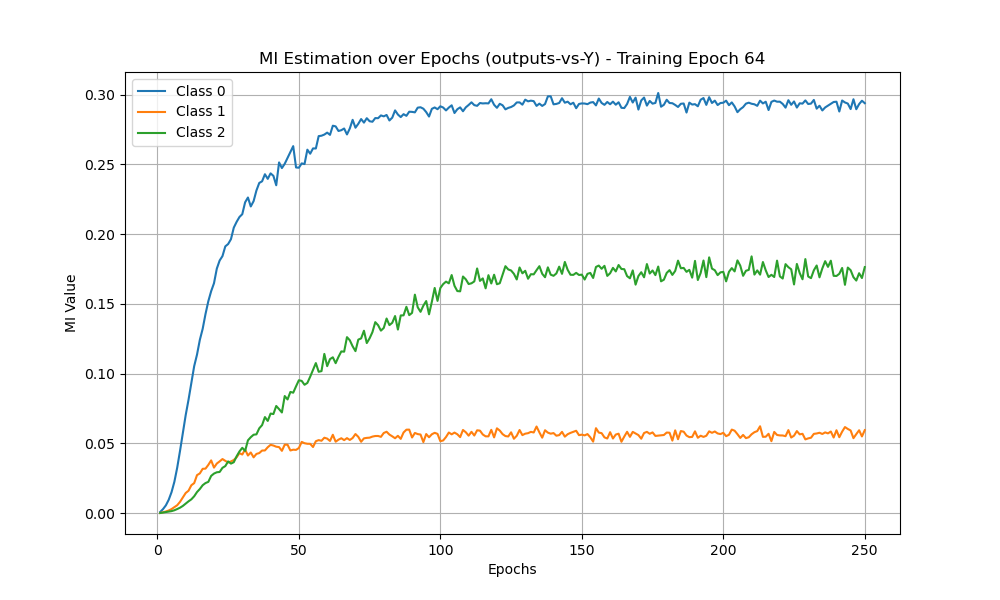 MI Estimation over Epochs (outputs-vs-Y) - Training Epoch 64
Class 0
Class 1
Class 2
MI Value
0.30
0.25
0.20
0.15
0.10
0.05
0.00
0 50 100 150 200 250
Epochs